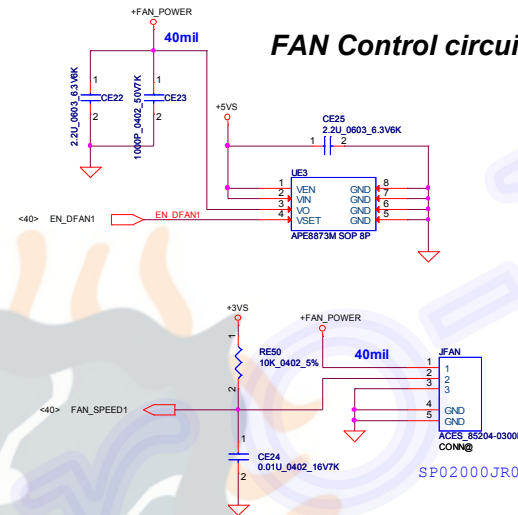 FAN Control circui
+FAN_POWER
40mil
1
CE22
2
2.2U_0603_6.3V6K
1
CE23
2
1000P_0402_50V7K
+5VS
CE25
2.2U_0603_6.3V6K
1 2
UE3
1 VEN GND 8
2 VIN GND 7
3 VO GND 6
4 VSET GND 5
APE8873M SOP 8P
<40> EN_DFAN1 EN_DFAN1
+3VS
+FAN_POWER
1
RE50
10K_0402_5%
2
40mil
JFAN
1 1
2 2
3 3
4 GND
5 GND
ACES_85204-0300
CONN@
SP02000JR0
<40> FAN_SPEED1
1
CE24
0.01U_0402_16V7K
2